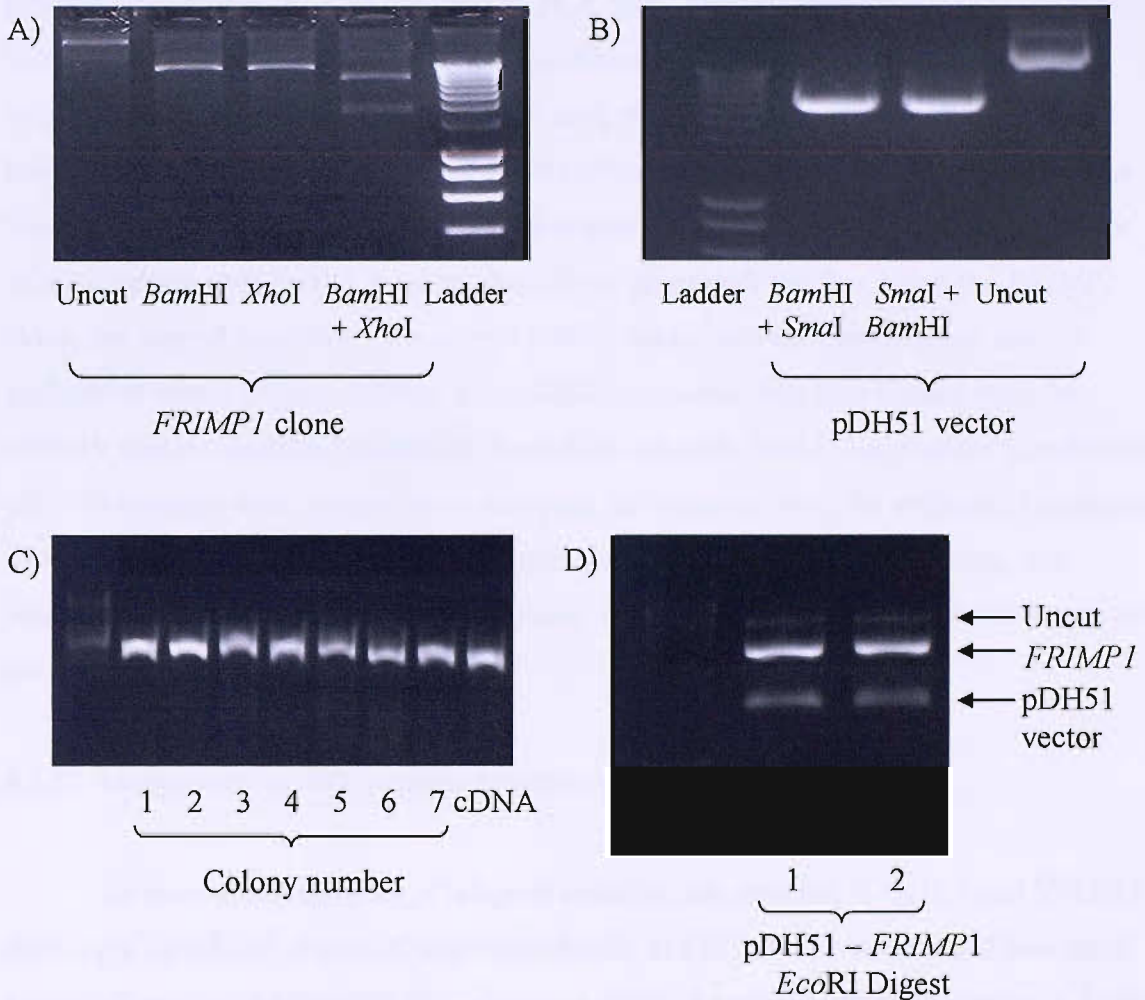 A)
Uncut BamHI XhoI BamHI Ladder
+ XhoI
FRIMP1 clone
B)
Ladder BamHI SmaI + Uncut
+ SmaI BamHI
pDH51 vector
C)
1 2 3 4 5 6 7 cDNA
Colony number
D)
Uncut
FRIMP1
pDH51
vector
1 2
pDH51 – FRIMP1
EcoRI Digest